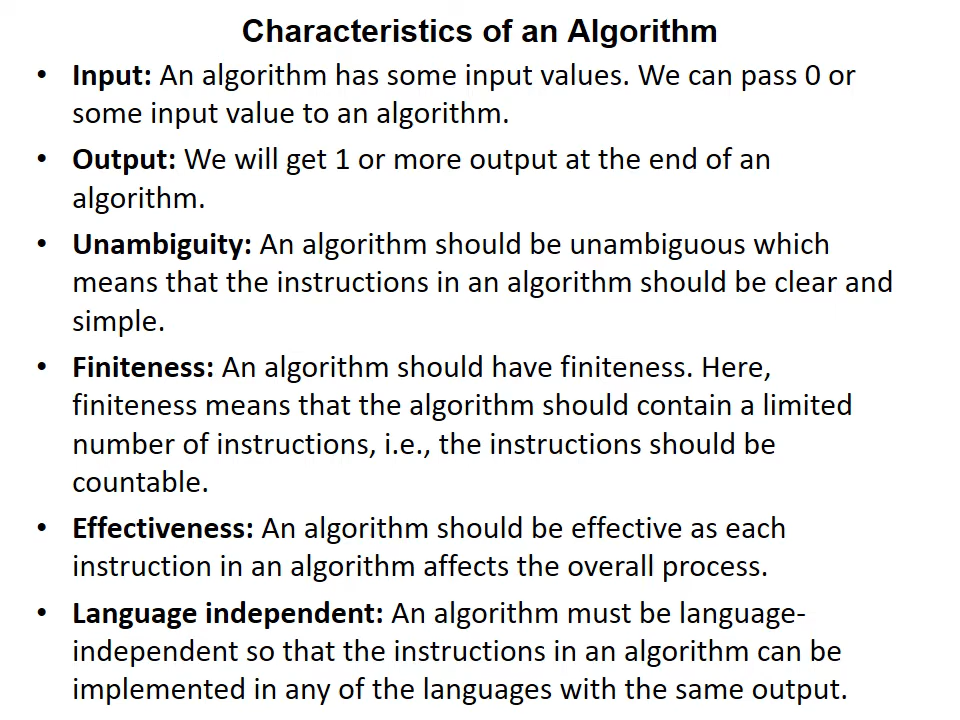 Characteristics of an Algorithm
• Input: An algorithm has some input values. We can pass 0 or
some input value to an algorithm.
• Output: We will get 1 or more output at the end of an
algorithm.
• Unambiguity: An algorithm should be unambiguous which
means that the instructions in an algorithm should be clear and
simple.
• Finiteness: An algorithm should have finiteness. Here,
finiteness means that the algorithm should contain a limited
number of instructions, i.e., the instructions should be
countable.
• Effectiveness: An algorithm should be effective as each
instruction in an algorithm affects the overall process.
• Language independent: An algorithm must be language-
independent so that the instructions in an algorithm can be
implemented in any of the languages with the same output.